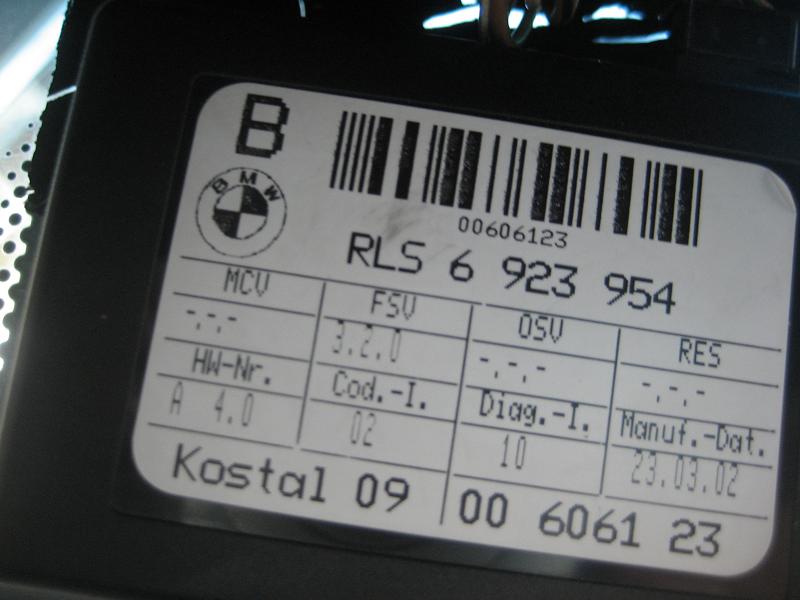 B
BMW
00606123
RLS 6 923 954
MCV FSV OSV RES
-.-.- 3.2.0 -.-.- -.-.-
HW-Nr. Cod.-I. Diag.-I. Manuf.-Dat.
A 4.0 02 10 23.03.02
Kostal 09 00 6061 23